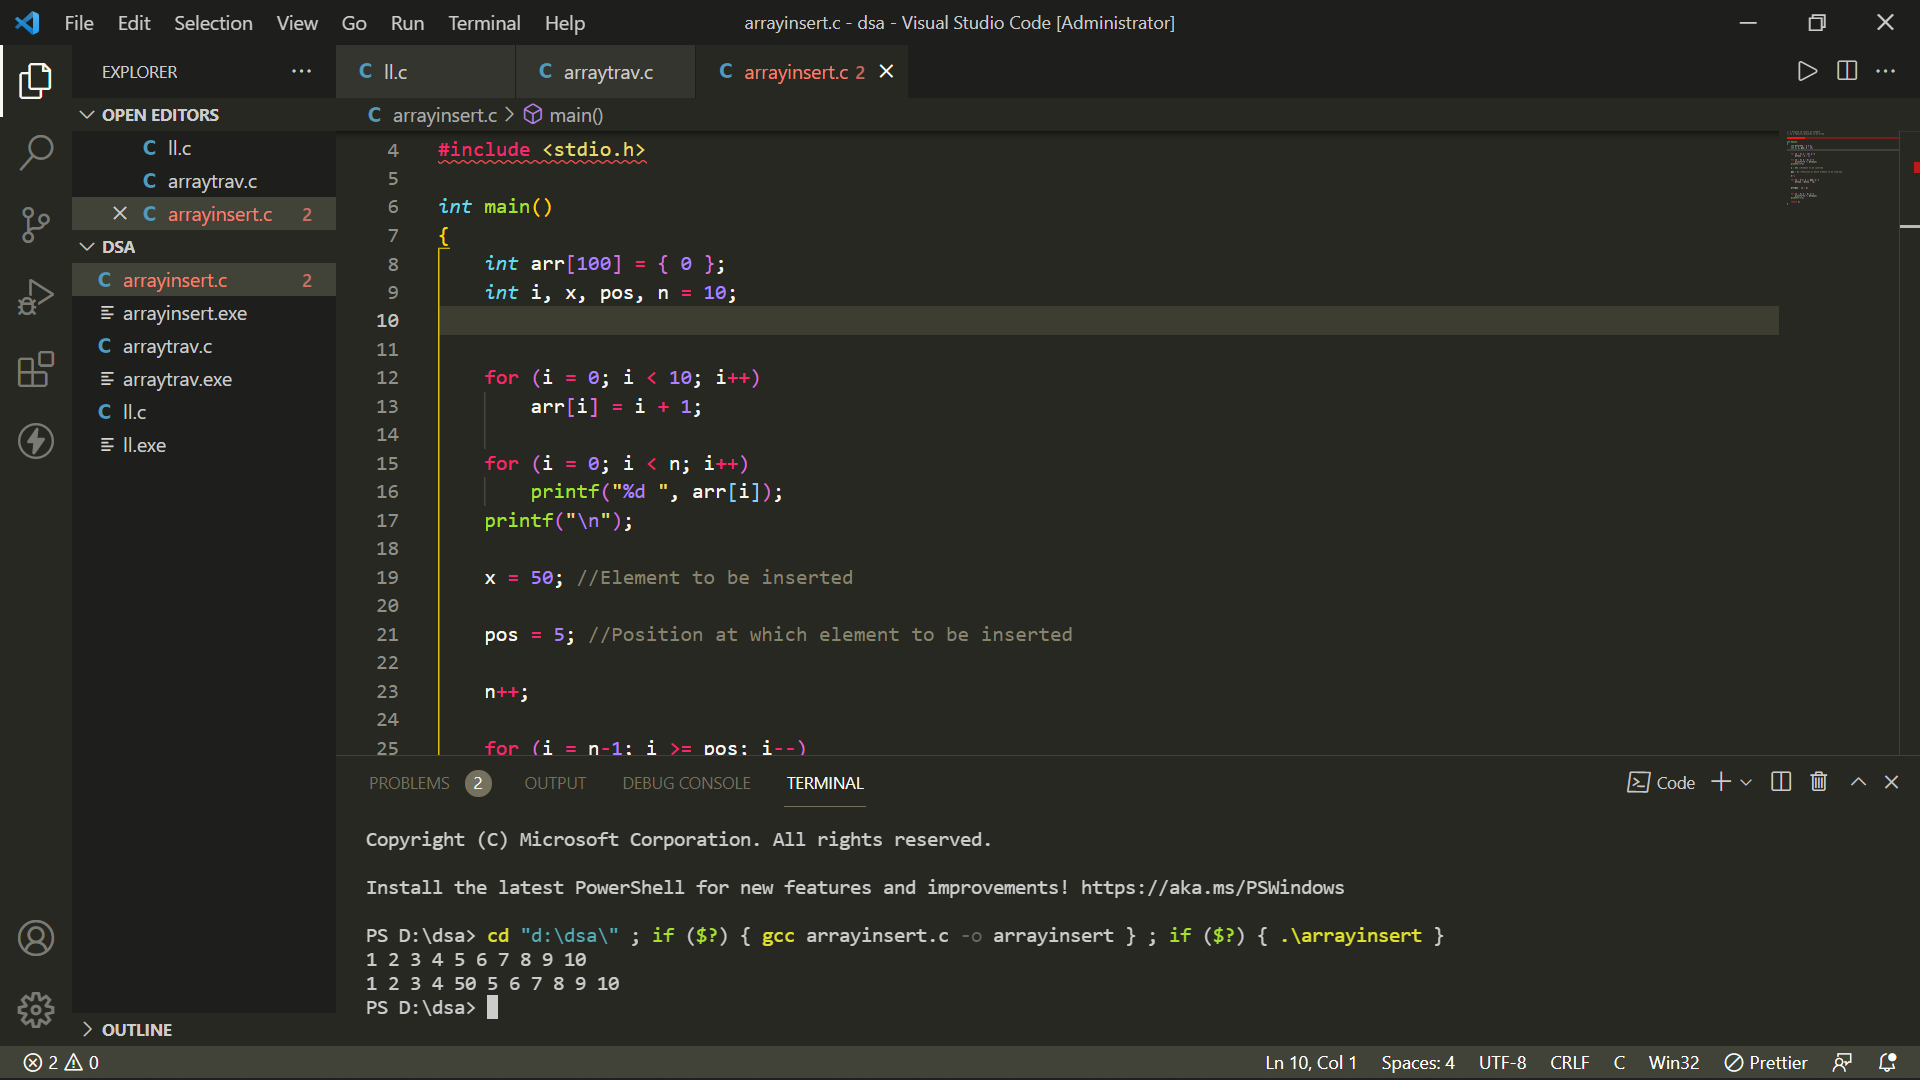 File Edit Selection View Go Run Terminal Help
arrayinsert.c - dsa - Visual Studio Code [Administrator]
EXPLORER
OPEN EDITORS
C ll.c
C arraytrav.c
C arrayinsert.c 2
DSA
C arrayinsert.c 2
arrayinsert.exe
C arraytrav.c
arraytrav.exe
C ll.c
ll.exe
OUTLINE
C ll.c
C arraytrav.c
C arrayinsert.c 2
C arrayinsert.c > main()
4 #include <stdio.h>
5
6 int main()
7 {
8 int arr[100] = { 0 };
9 int i, x, pos, n = 10;
10
11
12 for (i = 0; i < 10; i++)
13 arr[i] = i + 1;
14
15 for (i = 0; i < n; i++)
16 printf("%d ", arr[i]);
17 printf("\n");
18
19 x = 50; //Element to be inserted
20
21 pos = 5; //Position at which element to be inserted
22
23 n++;
24
25 for (i = n-1; i >= pos; i--)
PROBLEMS 2 OUTPUT DEBUG CONSOLE TERMINAL
Code
Copyright (C) Microsoft Corporation. All rights reserved.
Install the latest PowerShell for new features and improvements! https://aka.ms/PSWindows
PS D:\dsa> cd "d:\dsa\" ; if ($?) { gcc arrayinsert.c -o arrayinsert } ; if ($?) { .\arrayinsert }
1 2 3 4 5 6 7 8 9 10
1 2 3 4 50 5 6 7 8 9 10
PS D:\dsa>
2 0
Ln 10, Col 1 Spaces: 4 UTF-8 CRLF C Win32 Prettier